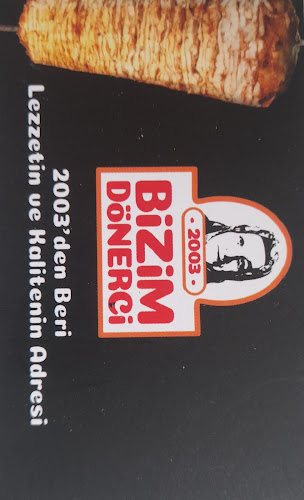 · 2003 ·
BiZiM
DÖNERCİ
2003'den Beri
Lezzetin ve Kalitenin Adresi